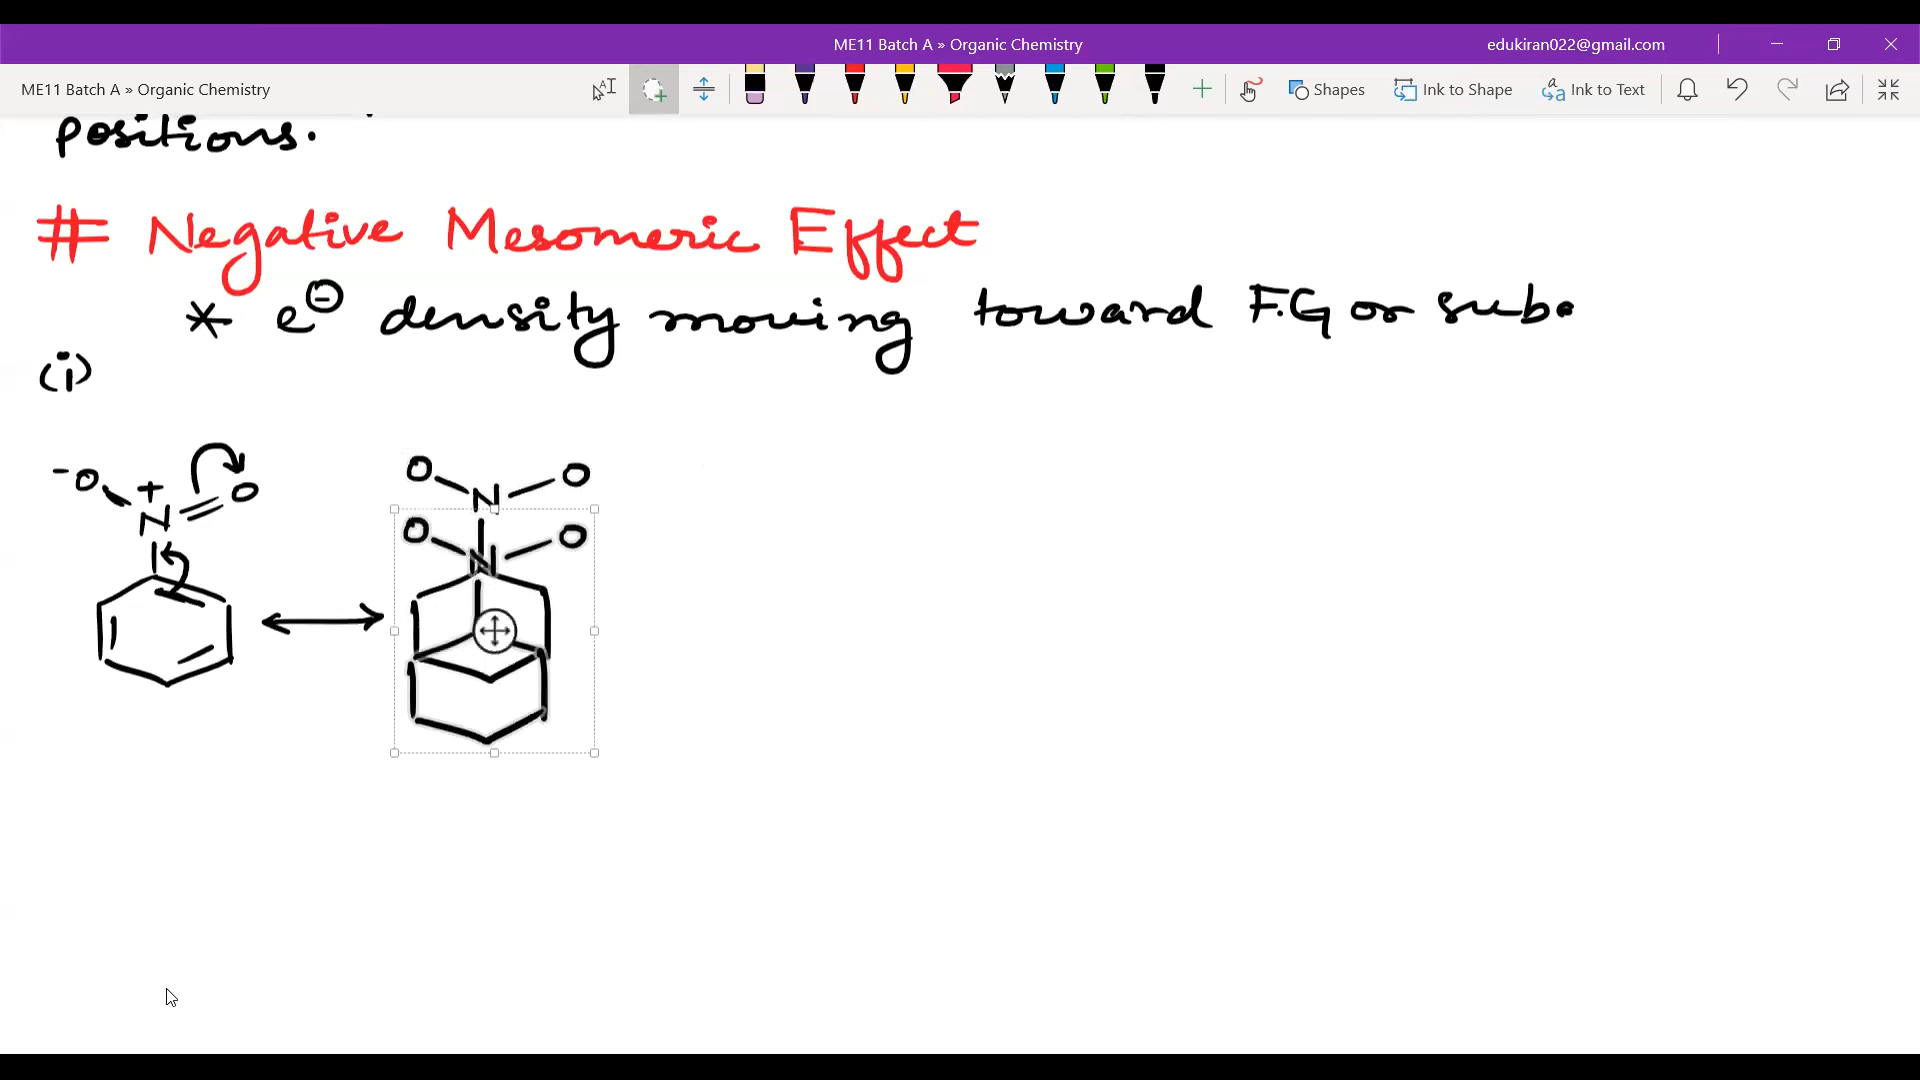 ME11 Batch A » Organic Chemistry
edukiran022@gmail.com
ME11 Batch A » Organic Chemistry
Shapes
Ink to Shape
Ink to Text
positions.
# Negative Mesomeric Effect
* e⊖ density moving toward F.G or sub.
(i)
-O + N O
O N O
O N O